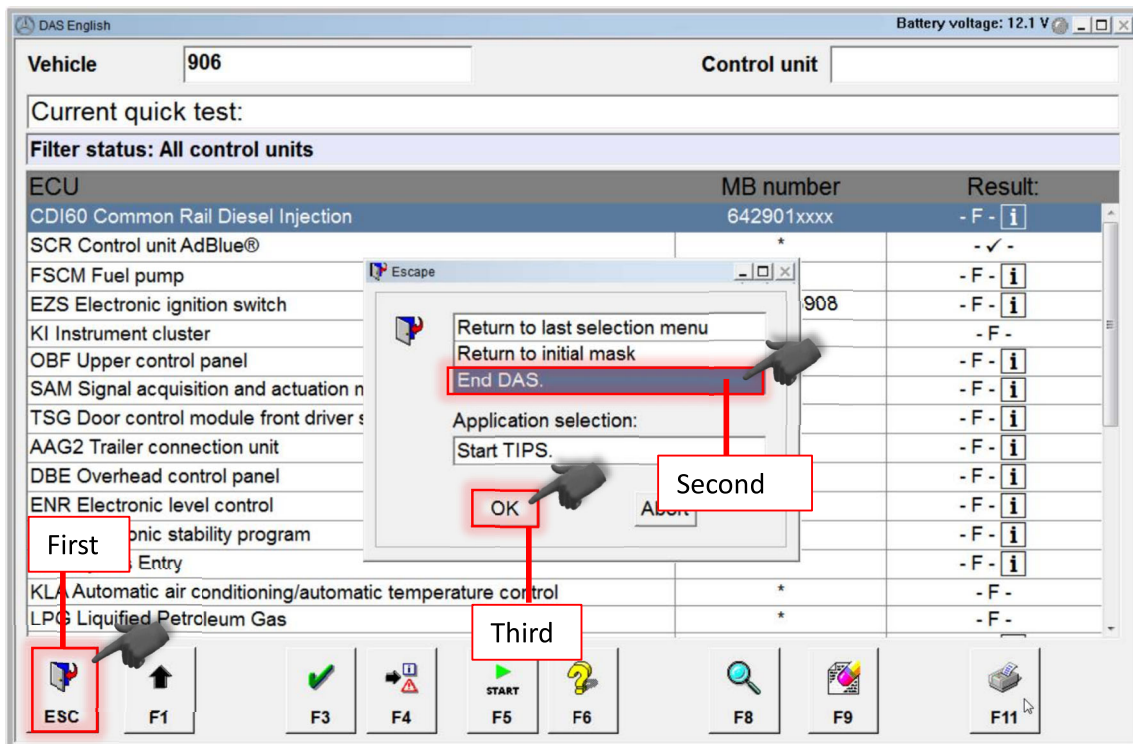 DAS English Battery voltage: 12.1 V
Vehicle 906 Control unit
Current quick test:
Filter status: All control units
ECU MB number Result:
CDI60 Common Rail Diesel Injection 642901xxxx - F - i
SCR Control unit AdBlue® * - ✓ -
FSCM Fuel pump - F - i
EZS Electronic ignition switch 908 - F - i
KI Instrument cluster - F -
OBF Upper control panel - F - i
SAM Signal acquisition and actuation - F - i
TSG Door control module front driver - F - i
AAG2 Trailer connection unit - F - i
DBE Overhead control panel - F - i
ENR Electronic level control - F - i
stability program - F - i
Entry - F - i
KLA Automatic air conditioning/automatic temperature control * - F -
LPG Liquified Petroleum Gas * - F -
Escape
Return to last selection menu
Return to initial mask
End DAS.
Application selection:
Start TIPS.
OK Abort
First
Second
Third
START
ESC F1 F3 F4 F5 F6 F8 F9 F11